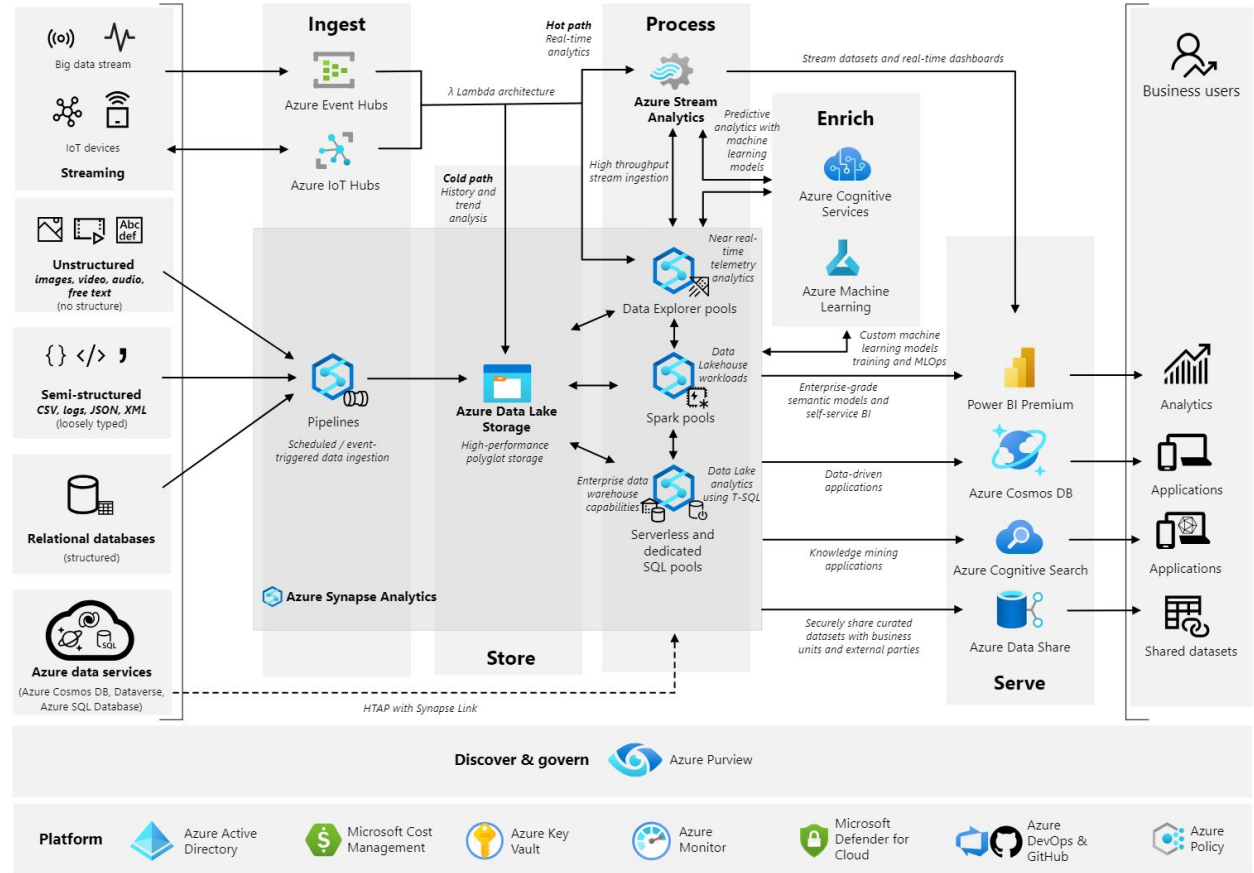 Ingest
Process
Hot path
Real-time
analytics
Big data stream
IoT devices
Streaming
Azure Event Hubs
Azure IoT Hubs
λ Lambda architecture
Cold path
History and
trend
analysis
Azure Stream
Analytics
High throughput
stream ingestion
Predictive
analytics with
machine
learning
models
Stream datasets and real-time dashboards
Enrich
Azure Cognitive
Services
Azure Machine
Learning
Business users
Abc
def
Unstructured
images, video, audio,
free text
(no structure)
{ } </> ,
Semi-structured
CSV, logs, JSON, XML
(loosely typed)
Relational databases
(structured)
SQL
Azure data services
(Azure Cosmos DB, Dataverse,
Azure SQL Database)
Pipelines
Scheduled / event-
triggered data ingestion
Azure Data Lake
Storage
High-performance
polyglot storage
Near real-
time
telemetry
analytics
Data Explorer pools
Data
Lakehouse
workloads
Spark pools
Enterprise data
warehouse
capabilities
Data Lake
analytics
using T-SQL
Serverless and
dedicated
SQL pools
Azure Synapse Analytics
Store
HTAP with Synapse Link
Custom machine
learning models
training and MLOps
Enterprise-grade
semantic models and
self-service BI
Data-driven
applications
Knowledge mining
applications
Securely share curated
datasets with business
units and external parties
Power BI Premium
Azure Cosmos DB
Azure Cognitive Search
Azure Data Share
Serve
Analytics
Applications
Applications
Shared datasets
Discover & govern
Azure Purview
Platform
Azure Active
Directory
Microsoft Cost
Management
Azure Key
Vault
Azure
Monitor
Microsoft
Defender for
Cloud
Azure
DevOps &
GitHub
Azure
Policy